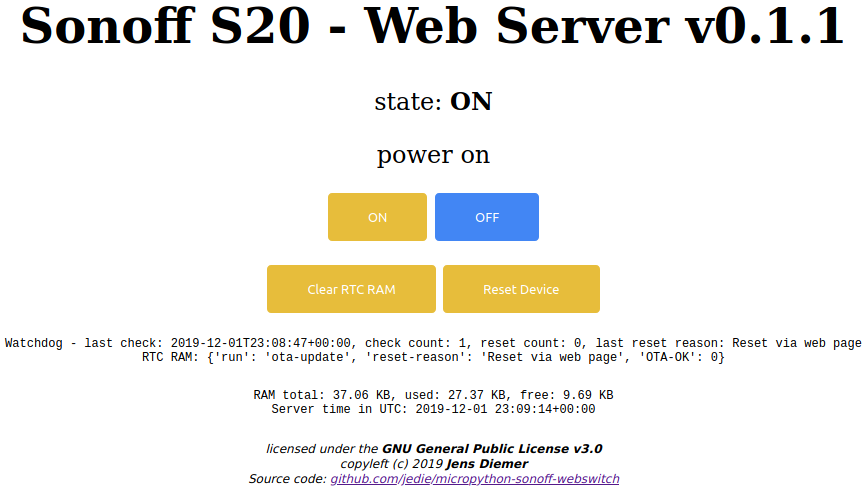 Sonoff S20 - Web Server v0.1.1
state: ON
power on
ON OFF
Clear RTC RAM Reset Device
Watchdog - last check: 2019-12-01T23:08:47+00:00, check count: 1, reset count: 0, last reset reason: Reset via web page
RTC RAM: {'run': 'ota-update', 'reset-reason': 'Reset via web page', 'OTA-OK': 0}
RAM total: 37.06 KB, used: 27.37 KB, free: 9.69 KB
Server time in UTC: 2019-12-01 23:09:14+00:00
licensed under the GNU General Public License v3.0
copyleft (c) 2019 Jens Diemer
Source code: github.com/jedie/micropython-sonoff-webswitch